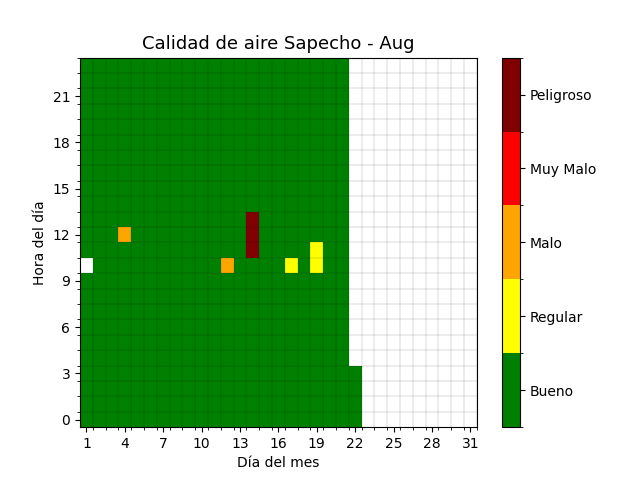 Calidad de aire Sapecho - Aug
Hora del día
21
18
15
12
9
6
3
0
1 4 7 10 13 16 19 22 25 28 31
Día del mes
Peligroso
Muy Malo
Malo
Regular
Bueno